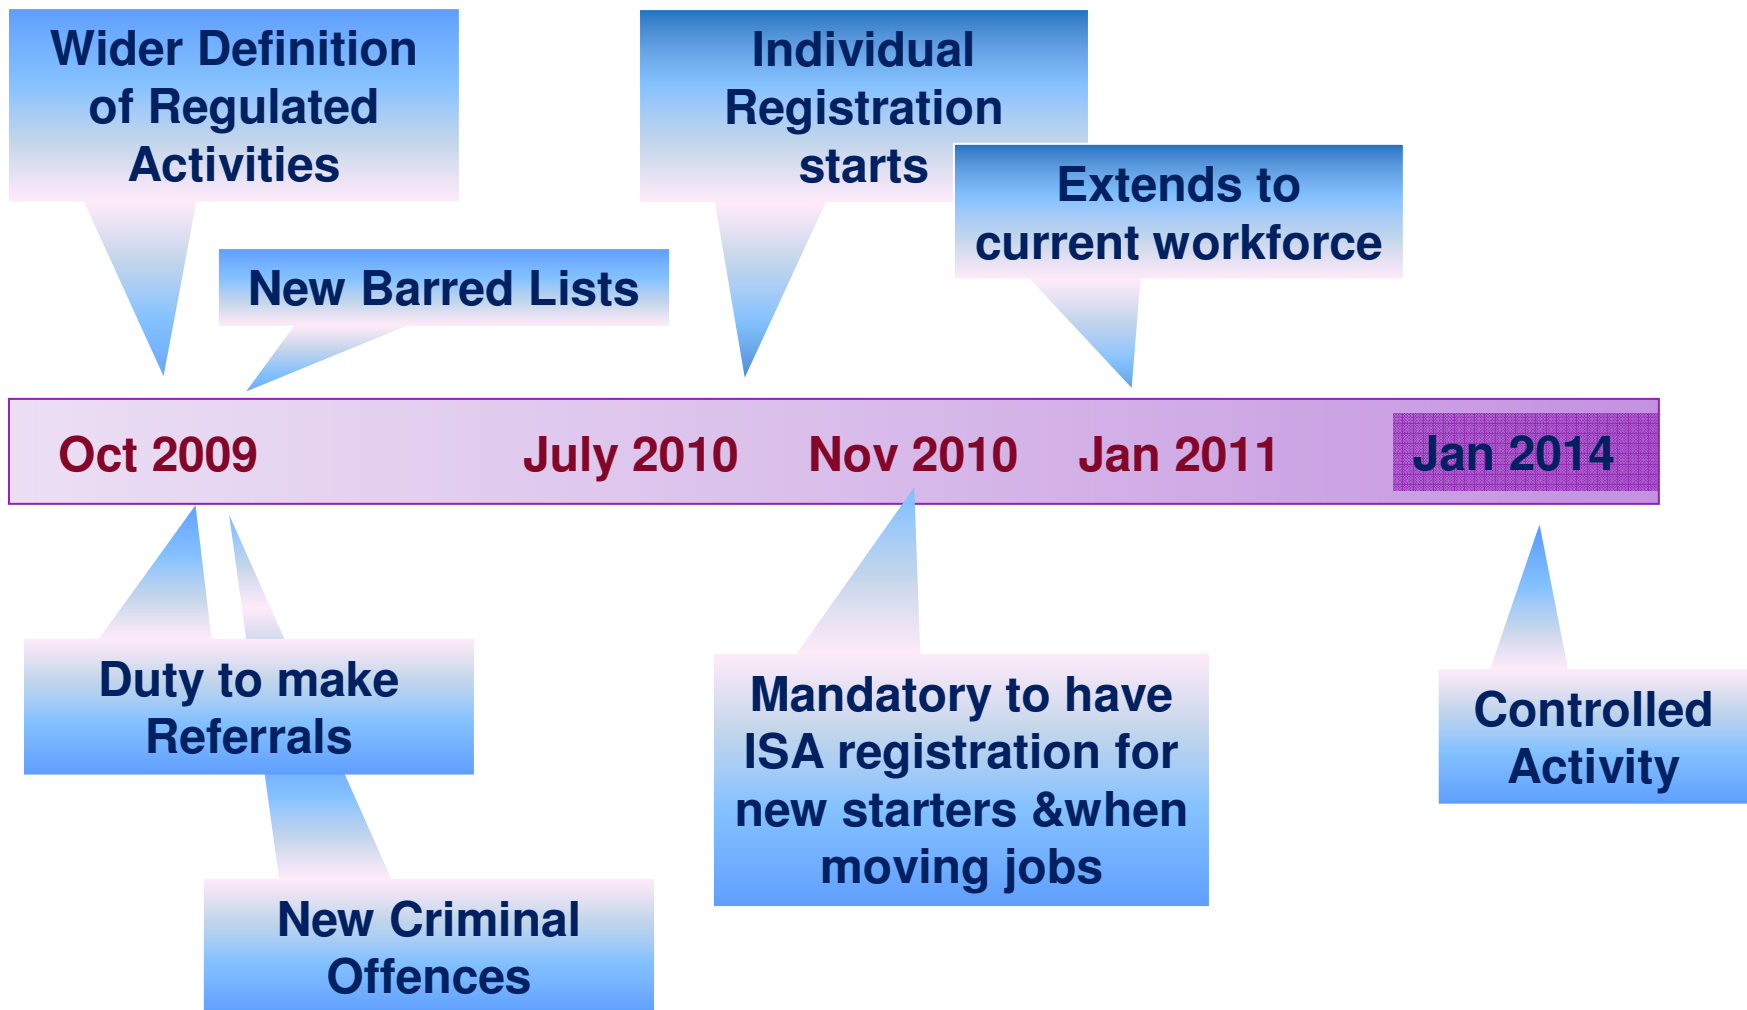 Wider Definition
of Regulated
Activities
Individual
Registration
starts
Extends to
current workforce
New Barred Lists
Oct 2009
July 2010
Nov 2010
Jan 2011
Jan 2014
Duty to make
Referrals
Mandatory to have
ISA registration for
new starters &when
moving jobs
Controlled
Activity
New Criminal
Offences